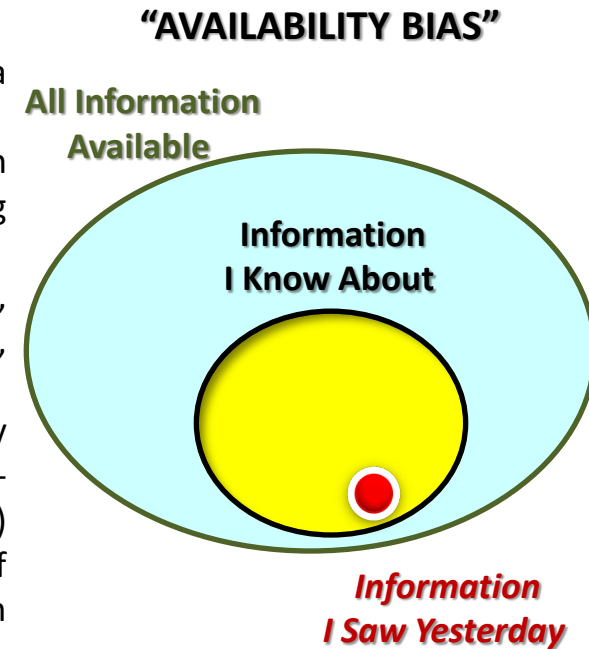 “AVAILABILITY BIAS”
All Information
Available
Information
I Know About
Information
I Saw Yesterday